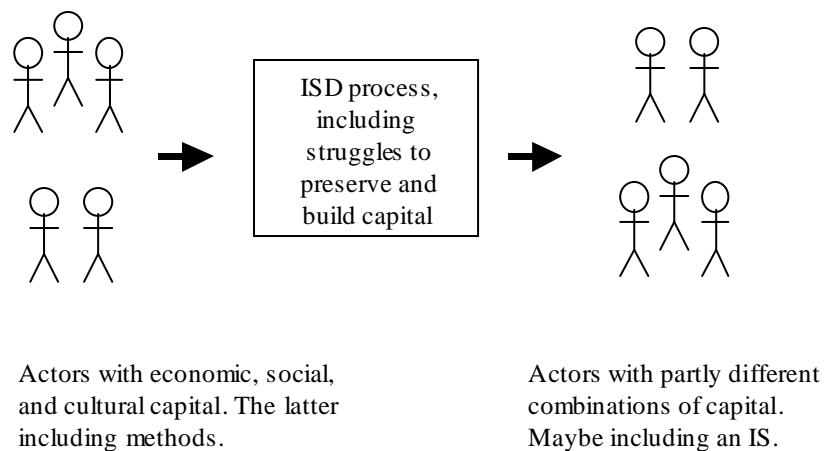 ISD process,
including
struggles to
preserve and
build capital
Actors with economic, social,
and cultural capital. The latter
including methods.
Actors with partly different
combinations of capital.
Maybe including an IS.